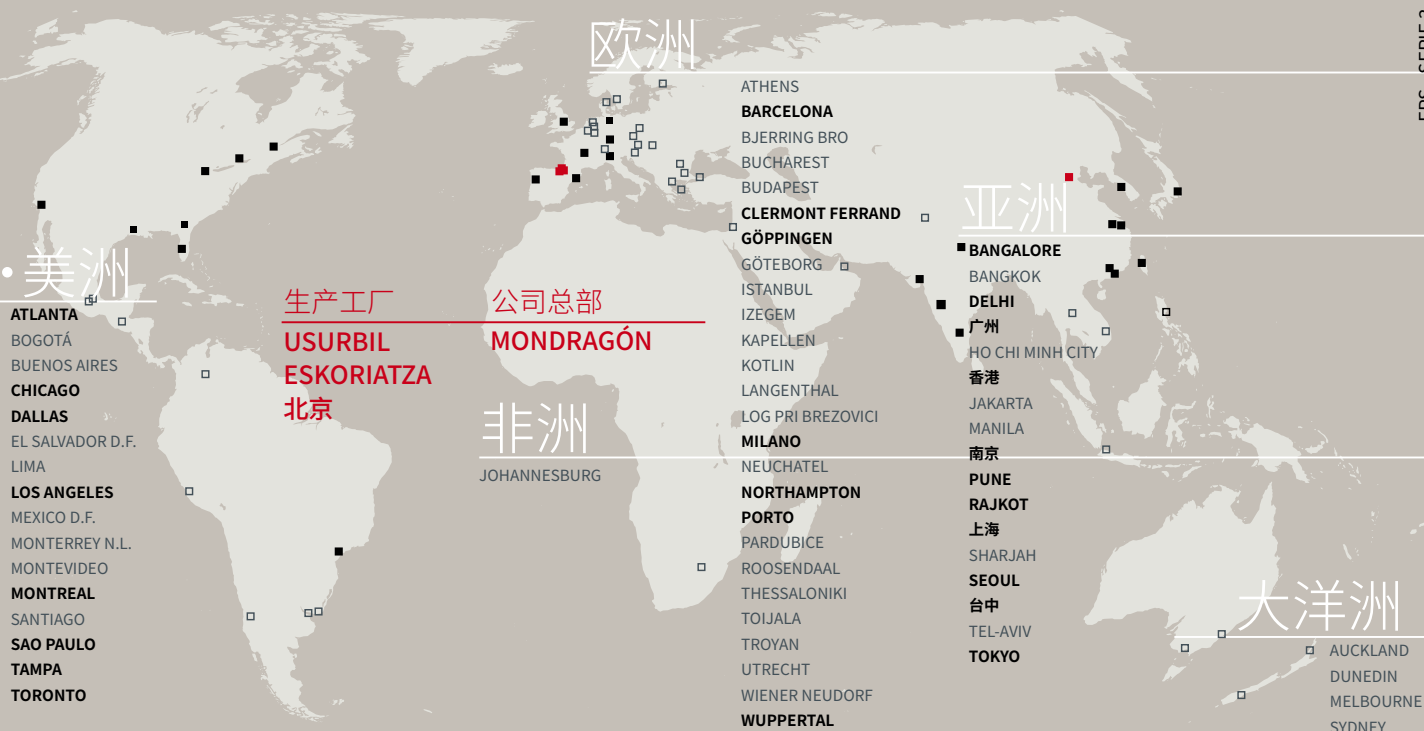 欧洲
ATHENS
BARCELONA
BJERRING BRO
BUCHAREST
BUDAPEST
CLERMONT FERRAND
GÖPPINGEN
GÖTEBORG
ISTANBUL
IZEGEM
KAPELLEN
KOTLIN
LANGENTHAL
LOG PRI BREZOVICI
MILANO
NEUCHATEL
NORTHAMPTON
PORTO
PARDUBICE
ROOSENDAAL
THESSALONIKI
TOIJALA
TROYAN
UTRECHT
WIENER NEUDORF
WUPPERTAL
亚洲
BANGALORE
BANGKOK
DELHI
广州
HO CHI MINH CITY
香港
JAKARTA
MANILA
南京
PUNE
RAJKOT
上海
SHARJAH
SEOUL
台中
TEL-AVIV
TOKYO
美洲
ATLANTA
BOGOTÁ
BUENOS AIRES
CHICAGO
DALLAS
EL SALVADOR D.F.
LIMA
LOS ANGELES
MEXICO D.F.
MONTERREY N.L.
MONTEVIDEO
MONTREAL
SANTIAGO
SAO PAULO
TAMPA
TORONTO
生产工厂
USURBIL
ESKORIATZA
北京
公司总部
MONDRAGÓN
非洲
JOHANNESBURG
大洋洲
AUCKLAND
DUNEDIN
MELBOURNE
SYDNEY